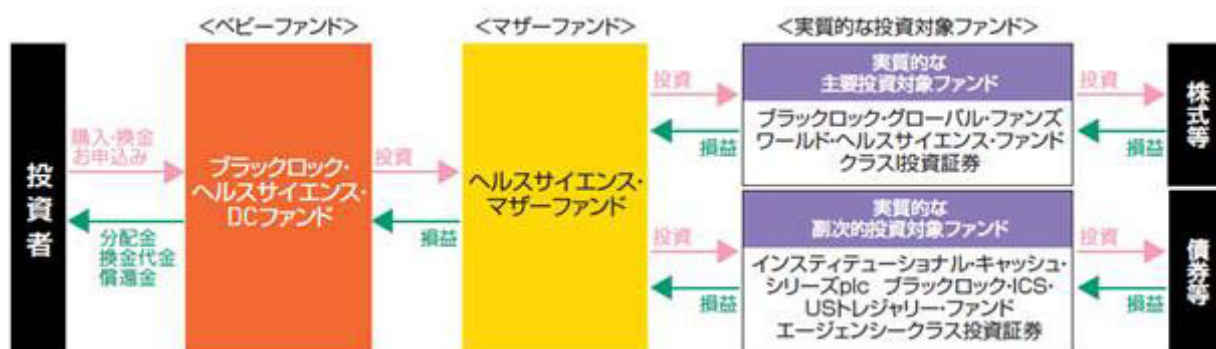 <ベビーファンド>
<マザーファンド>
<実質的な投資対象ファンド>
投資者
購入・換金
お申込み
分配金
換金代金
償還金
ブラックロック・
ヘルスサイエンス・
DCファンド
投資
損益
ヘルスサイエンス・
マザーファンド
投資
損益
投資
損益
実質的な
主要投資対象ファンド
ブラックロック・グローバル・ファンズ
ワールド・ヘルスサイエンス・ファンド
クラスI投資証券
実質的な
副次的投資対象ファンド
インスティテューショナル・キャッシュ・
シリーズplc ブラックロック・ICS・
USトレジャリー・ファンド
エージェンシークラス投資証券
投資
損益
投資
損益
株式等
債券等